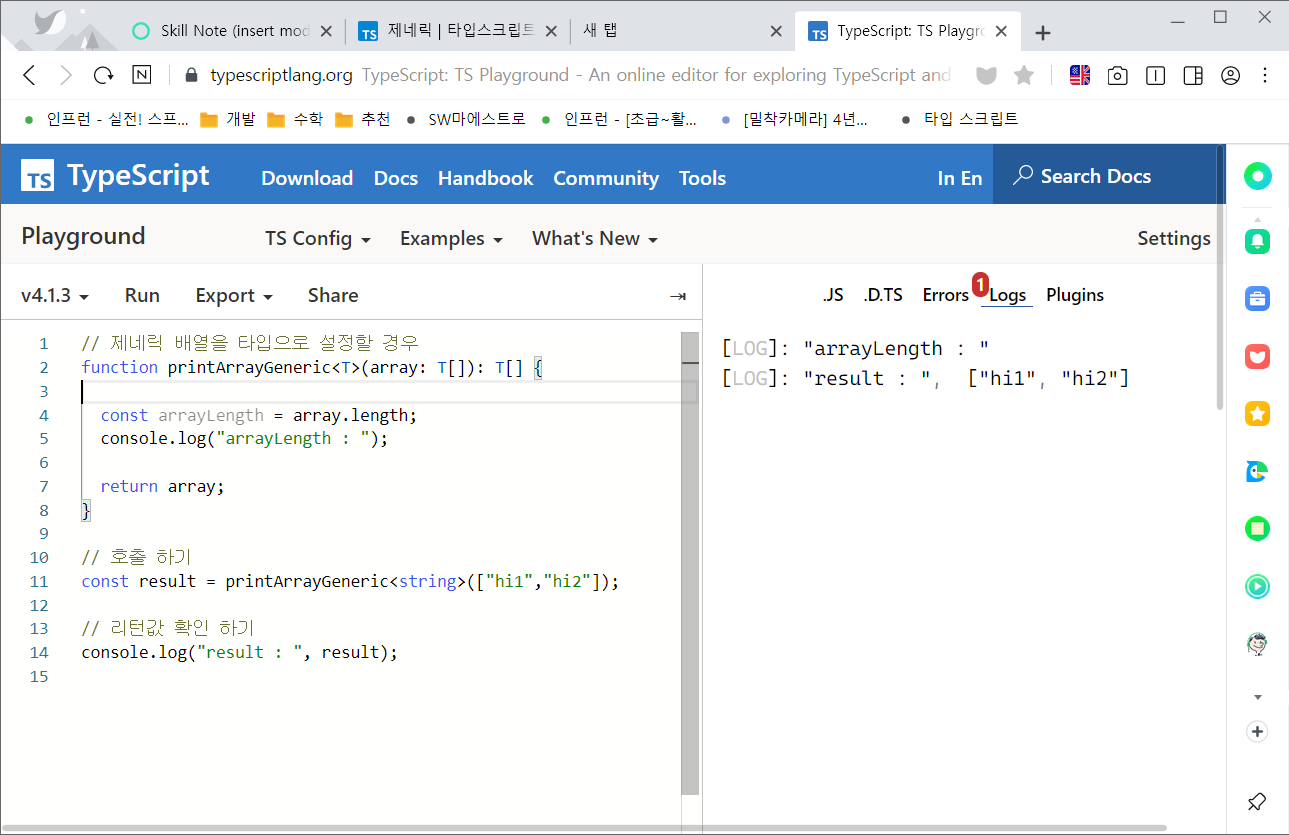 Skill Note (insert mod
TS 제네릭 | 타입스크립트
새 탭
TS TypeScript: TS Playgro
N typescriptlang.org TypeScript: TS Playground - An online editor for exploring TypeScript and
인프런 - 실전! 스프... 개발 수학 추천 SW마에스트로 인프런 - [초급~활... [밀착카메라] 4년... 타입 스크립트
TS TypeScript Download Docs Handbook Community Tools In En Search Docs
Playground TS Config Examples What's New Settings
v4.1.3 Run Export Share
.JS .D.TS Errors 1 Logs Plugins
1 // 제네릭 배열을 타입으로 설정할 경우
2 function printArrayGeneric<T>(array: T[]): T[] {
3
4 const arrayLength = array.length;
5 console.log("arrayLength : ");
6
7 return array;
8 }
9
10 // 호출 하기
11 const result = printArrayGeneric<string>(["hi1","hi2"]);
12
13 // 리턴값 확인 하기
14 console.log("result : ", result);
15
[LOG]: "arrayLength : "
[LOG]: "result : ", ["hi1", "hi2"]